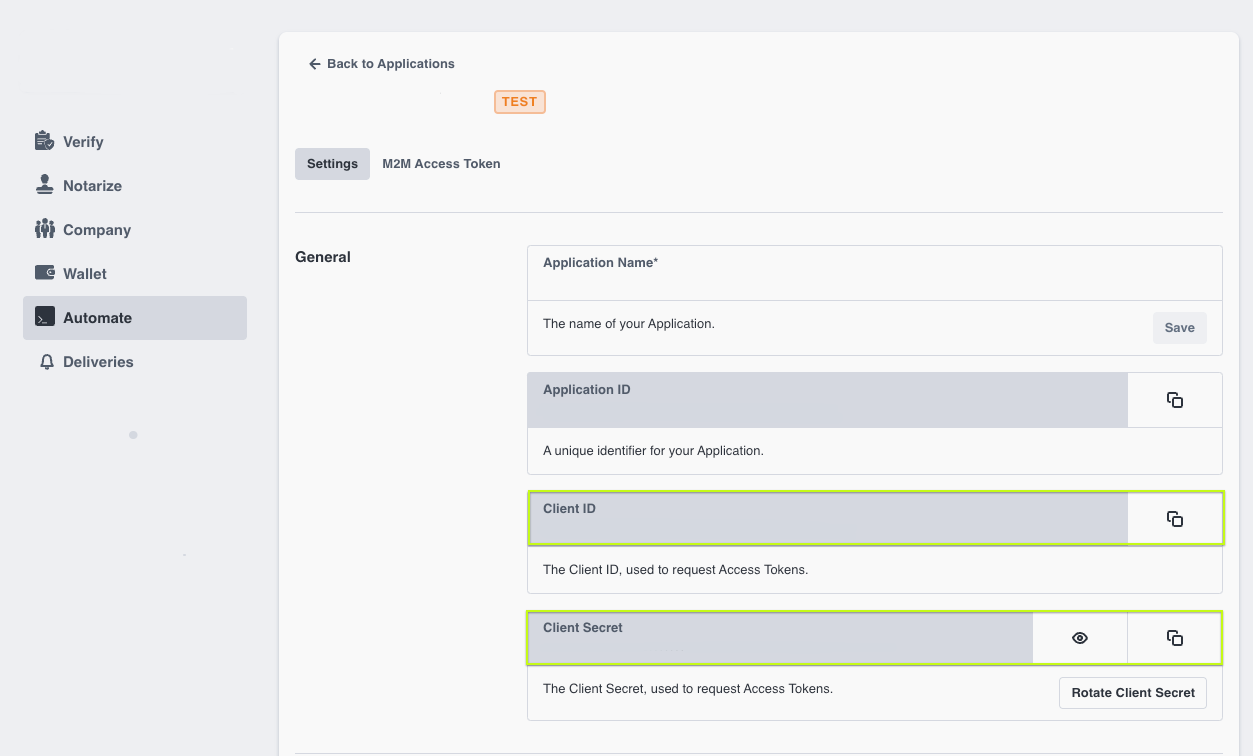 Back to Applications
TEST
Verify
Notarize
Company
Wallet
Automate
Deliveries
Settings
M2M Access Token
General
Application Name*
The name of your Application.
Save
Application ID
A unique identifier for your Application.
Client ID
The Client ID, used to request Access Tokens.
Client Secret
The Client Secret, used to request Access Tokens.
Rotate Client Secret